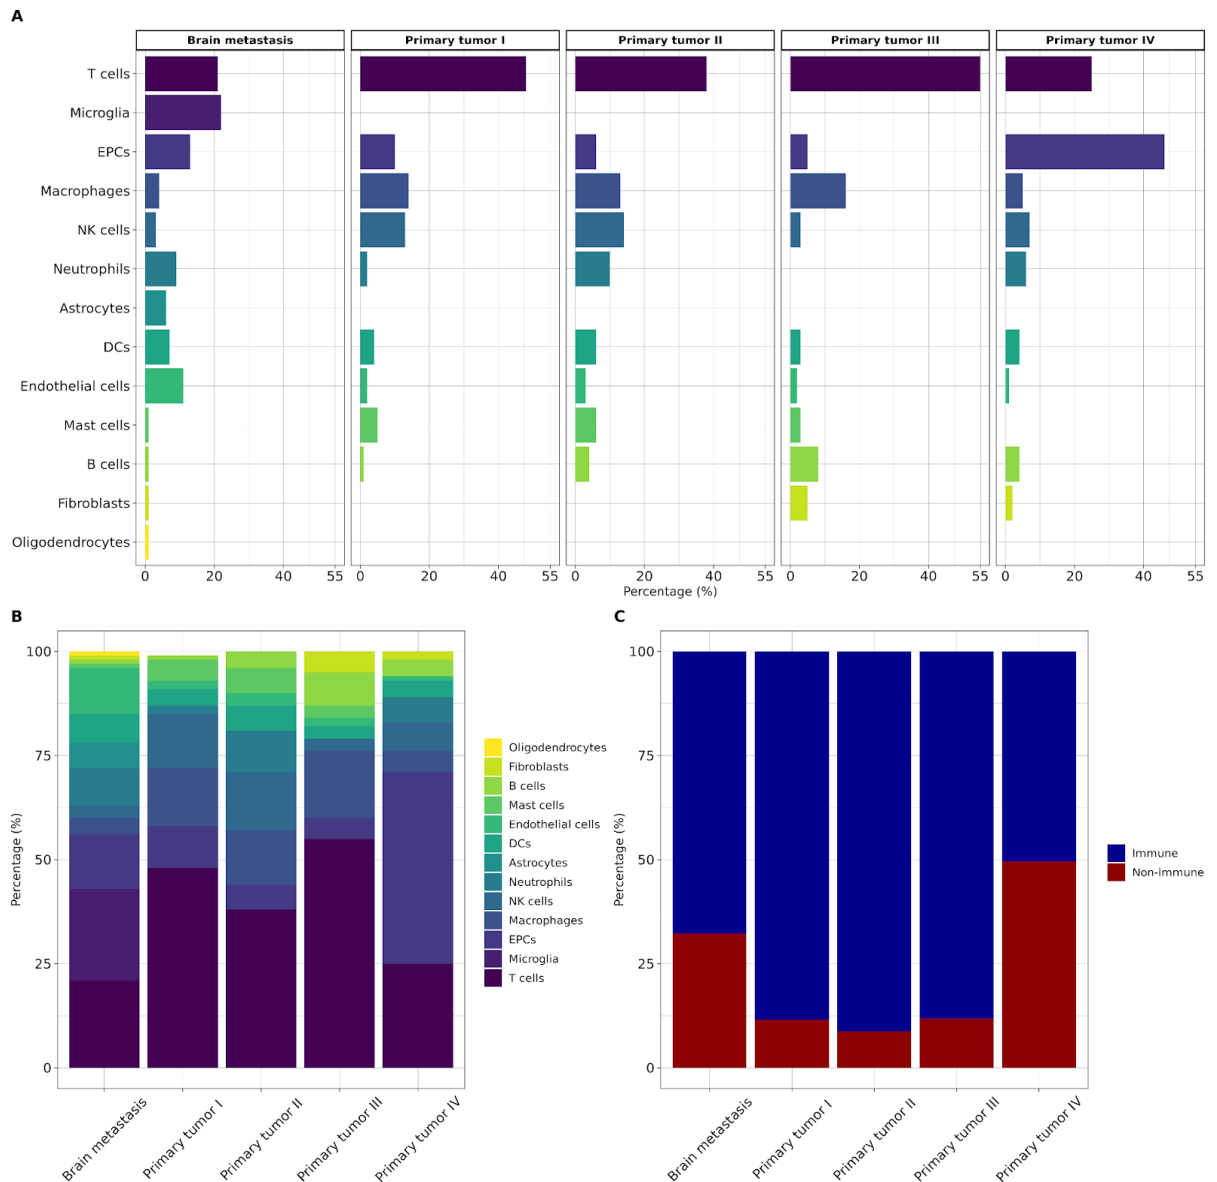 A
Brain metastasis
Primary tumor I
Primary tumor II
Primary tumor III
Primary tumor IV
T cells
Microglia
EPCs
Macrophages
NK cells
Neutrophils
Astrocytes
DCs
Endothelial cells
Mast cells
B cells
Fibroblasts
Oligodendrocytes
0 20 40 55 0 20 40 55 0 20 40 55 0 20 40 55 0 20 40 55
Percentage (%)
B
Percentage (%)
100
75
50
25
0
Brain metastasis
Primary tumor I
Primary tumor II
Primary tumor III
Primary tumor IV
Oligodendrocytes
Fibroblasts
B cells
Mast cells
Endothelial cells
DCs
Astrocytes
Neutrophils
NK cells
Macrophages
EPCs
Microglia
T cells
C
Percentage (%)
100
75
50
25
0
Brain metastasis
Primary tumor I
Primary tumor II
Primary tumor III
Primary tumor IV
Immune
Non-immune